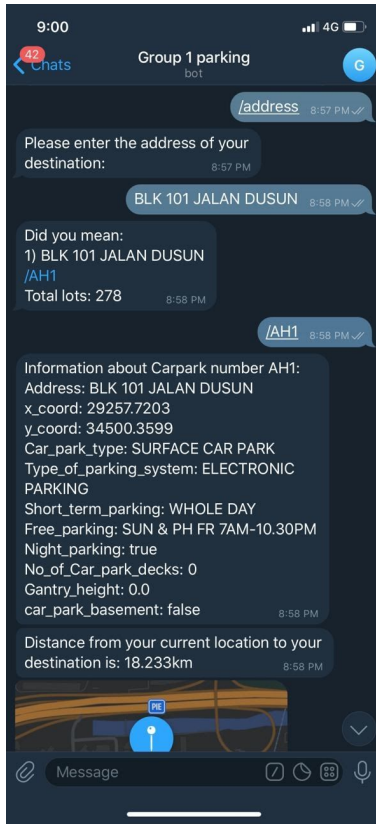 9:00
4G
42
Chats
Group 1 parking
bot
G
/address 8:57 PM
Please enter the address of your
destination:
8:57 PM
BLK 101 JALAN DUSUN 8:58 PM
Did you mean:
1) BLK 101 JALAN DUSUN
/AH1
Total lots: 278
8:58 PM
/AH1 8:58 PM
Information about Carpark number AH1:
Address: BLK 101 JALAN DUSUN
x_coord: 29257.7203
y_coord: 34500.3599
Car_park_type: SURFACE CAR PARK
Type_of_parking_system: ELECTRONIC
PARKING
Short_term_parking: WHOLE DAY
Free_parking: SUN & PH FR 7AM-10.30PM
Night_parking: true
No_of_Car_park_decks: 0
Gantry_height: 0.0
car_park_basement: false
8:58 PM
Distance from your current location to your
destination is: 18.233km
8:58 PM
PIE
Message